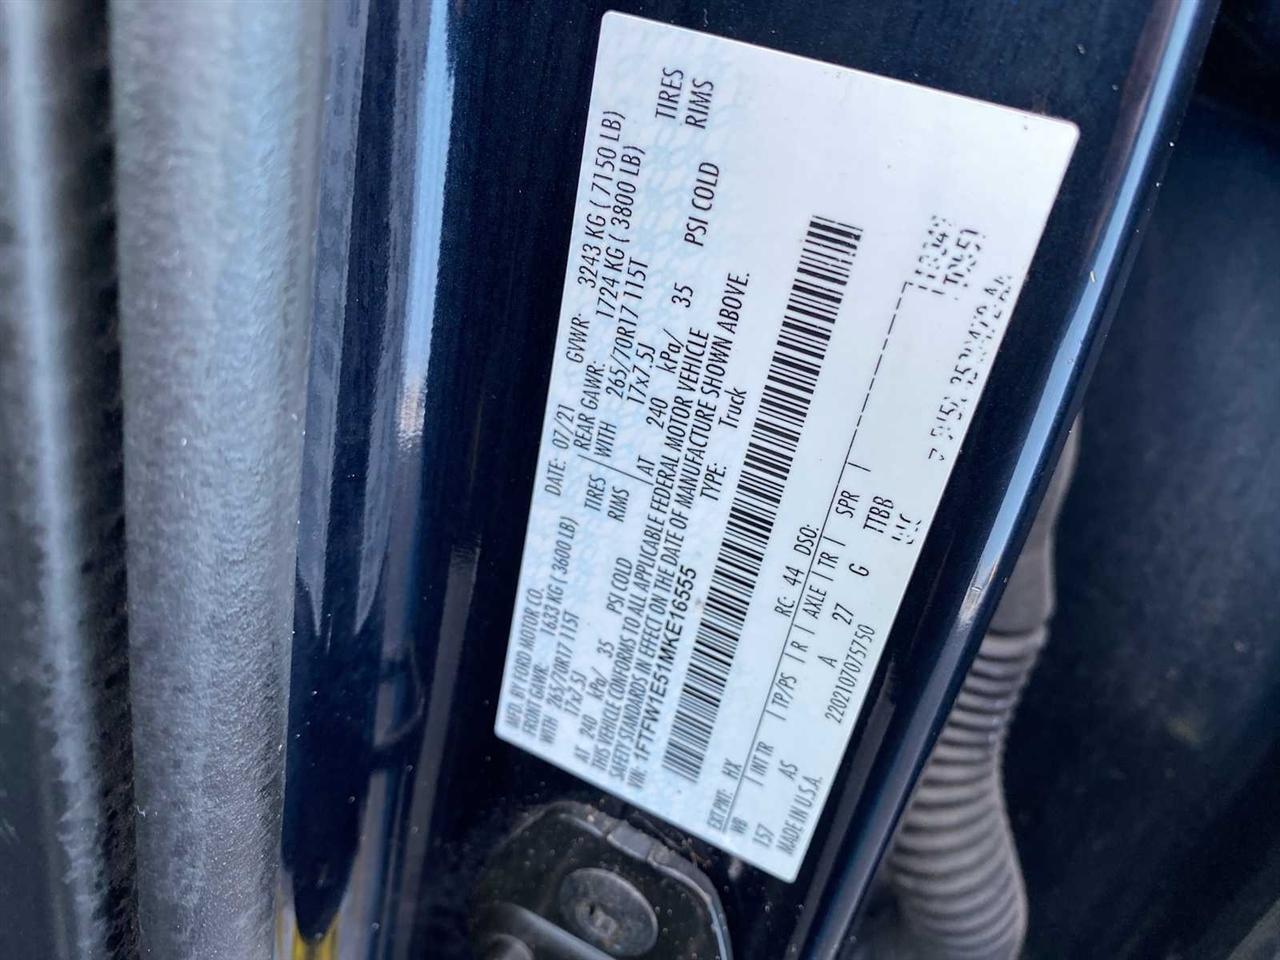 MFD. BY FORD MOTOR CO.
DATE: 07/21 GVWR: 3243 KG ( 7150 LB)
FRONT GAWR: 1633 KG (3600 LB) REAR GAWR: 1724 KG ( 3800 LB)
WITH 265/70R17 115T TIRES WITH 265/70R17 115T TIRES
17x7.5J RIMS 17x7.5J RIMS
AT 240 kPa/ 35 PSI COLD AT 240 kPa/ 35 PSI COLD
THIS VEHICLE CONFORMS TO ALL APPLICABLE FEDERAL MOTOR VEHICLE
SAFETY STANDARDS IN EFFECT ON THE DATE OF MANUFACTURE SHOWN ABOVE.
VIN: 1FTFW1E51MKE16555 TYPE: Truck
EXT PNT: HX RC: 44 DSO:
WB | INT TR | TP/PS | R | AXLE | TR | SPR |
157 AS A 27 G TTBB
MADE IN U.S.A. 220210707 5750